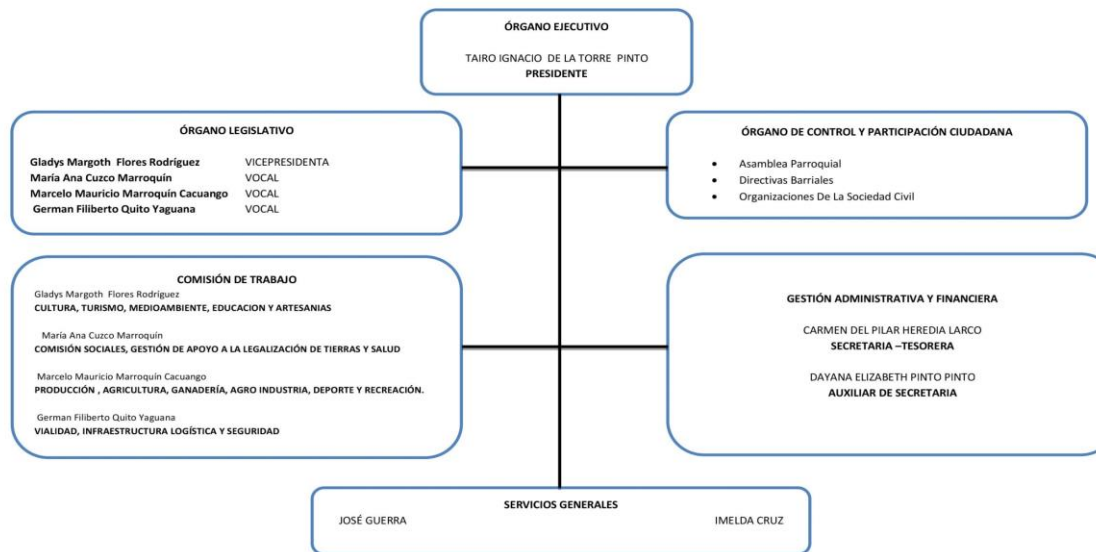 ÓRGANO EJECUTIVO
TAIRO IGNACIO DE LA TORRE PINTO
PRESIDENTE
ÓRGANO LEGISLATIVO
Gladys Margoth Flores Rodríguez VICEPRESIDENTA
María Ana Cuzco Marroquín VOCAL
Marcelo Mauricio Marroquín Cacuango VOCAL
German Filiberto Quito Yaguana VOCAL
ÓRGANO DE CONTROL Y PARTICIPACIÓN CIUDADANA
• Asamblea Parroquial
• Directivas Barriales
• Organizaciones De La Sociedad Civil
COMISIÓN DE TRABAJO
Gladys Margoth Flores Rodríguez
CULTURA, TURISMO, MEDIOAMBIENTE, EDUCACION Y ARTESANIAS
María Ana Cuzco Marroquín
COMISIÓN SOCIALES, GESTIÓN DE APOYO A LA LEGALIZACIÓN DE TIERRAS Y SALUD
Marcelo Mauricio Marroquín Cacuango
PRODUCCIÓN , AGRICULTURA, GANADERÍA, AGRO INDUSTRIA, DEPORTE Y RECREACIÓN.
German Filiberto Quito Yaguana
VIALIDAD, INFRAESTRUCTURA LOGÍSTICA Y SEGURIDAD
GESTIÓN ADMINISTRATIVA Y FINANCIERA
CARMEN DEL PILAR HEREDIA LARCO
SECRETARIA –TESORERA
DAYANA ELIZABETH PINTO PINTO
AUXILIAR DE SECRETARIA
SERVICIOS GENERALES
JOSÉ GUERRA IMELDA CRUZ